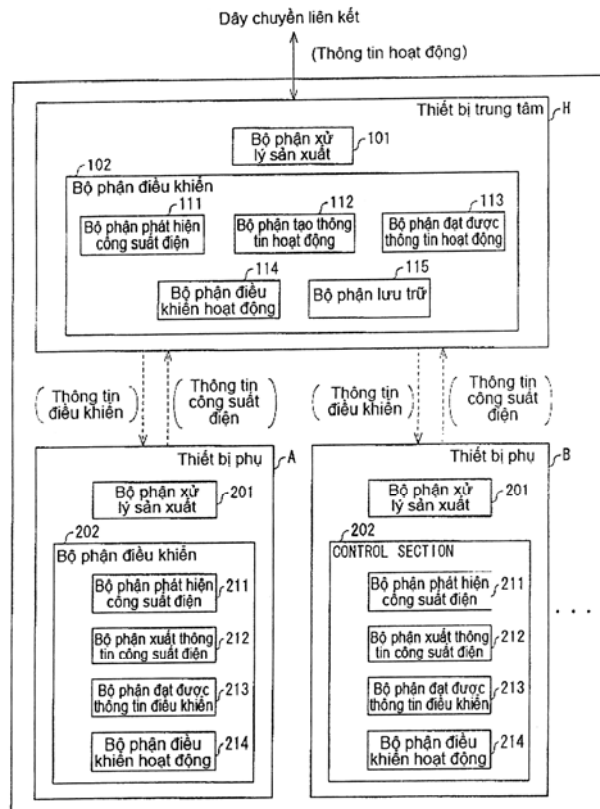 Dây chuyền liên kết
(Thông tin hoạt động)
Thiết bị trung tâm
H
Bộ phận xử
lý sản xuất
101
102
Bộ phận điều khiển
111
Bộ phận phát hiện
công suất điện
112
Bộ phận tạo thông
tin hoạt động
113
Bộ phận đạt được
thông tin hoạt động
114
Bộ phận điều
khiển hoạt động
115
Bộ phận lưu trữ
(Thông tin
điều khiển)
(Thông tin
công suất
điện)
(Thông tin
điều khiển)
(Thông tin
công suất
điện)
Thiết bị phụ
A
Bộ phận xử
lý sản xuất
201
202
Bộ phận điều khiển
Bộ phận phát hiện
công suất điện
211
Bộ phận xuất thông
tin công suất điện
212
Bộ phận đạt được
thông tin điều khiển
213
Bộ phận điều
khiển hoạt động
214
Thiết bị phụ
B
Bộ phận xử
lý sản xuất
201
202
CONTROL SECTION
Bộ phận phát hiện
công suất điện
211
Bộ phận xuất thông
tin công suất điện
212
Bộ phận đạt được
thông tin điều khiển
213
Bộ phận điều
khiển hoạt động
214
...